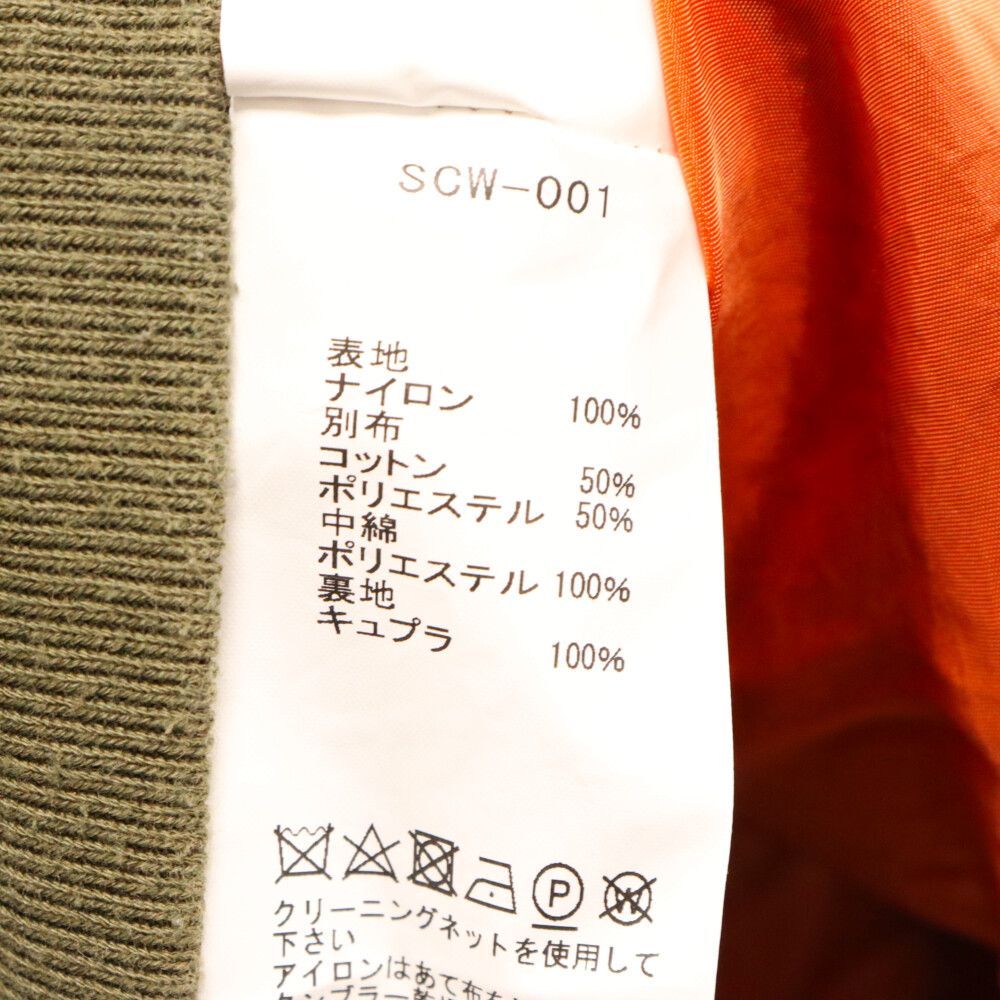 SCW-001
表地
ナイロン 100%
別布
コットン 50%
ポリエステル 50%
中綿
ポリエステル 100%
裏地
キュプラ 100%
P
W
クリーニングネットを使用して
下さい
アイロンはあて布を